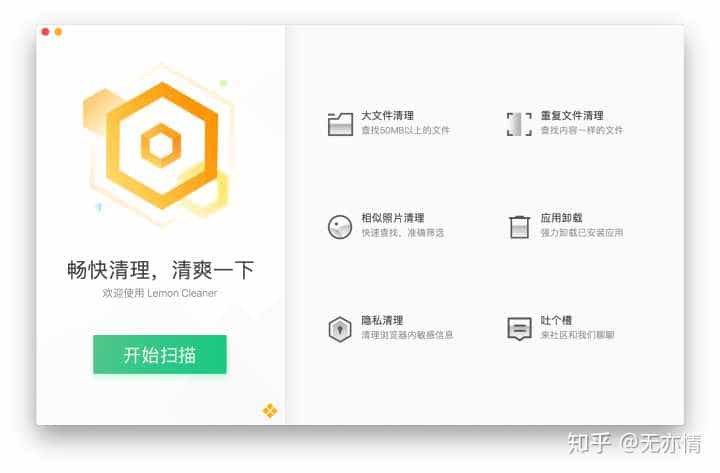 畅快清理，清爽一下
欢迎使用 Lemon Cleaner
开始扫描
大文件清理
查找50MB以上的文件
重复文件清理
查找内容一样的文件
相似照片清理
快速查找，准确筛选
应用卸载
强力卸载已安装应用
隐私清理
清理浏览器内敏感信息
吐个槽
来社区和我们聊聊
知乎 @无亦情